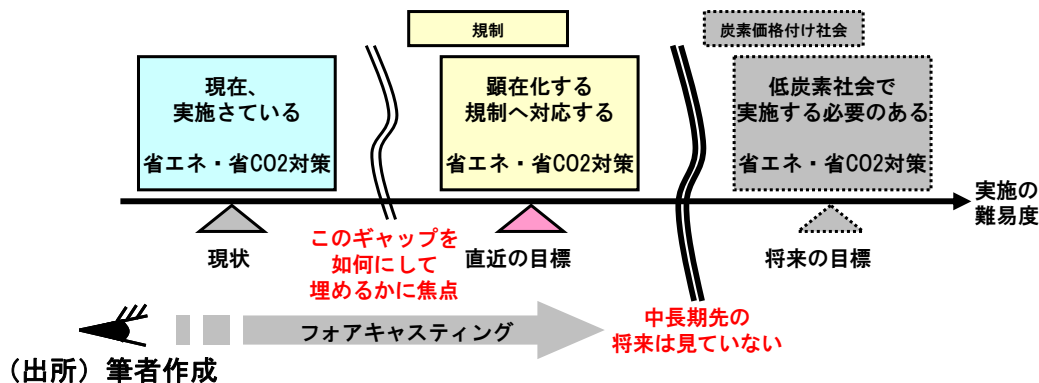 規制
炭素価格付け社会
現在、
実施さている
省エネ・省CO2対策
顕在化する
規制へ対応する
省エネ・省CO2対策
低炭素社会で
実施する必要のある
省エネ・省CO2対策
実施の
難易度
現状
このギャップを
如何にして
埋めるかに焦点
直近の目標
将来の目標
フォアキャスティング
中長期先の
将来は見ていない
（出所）筆者作成